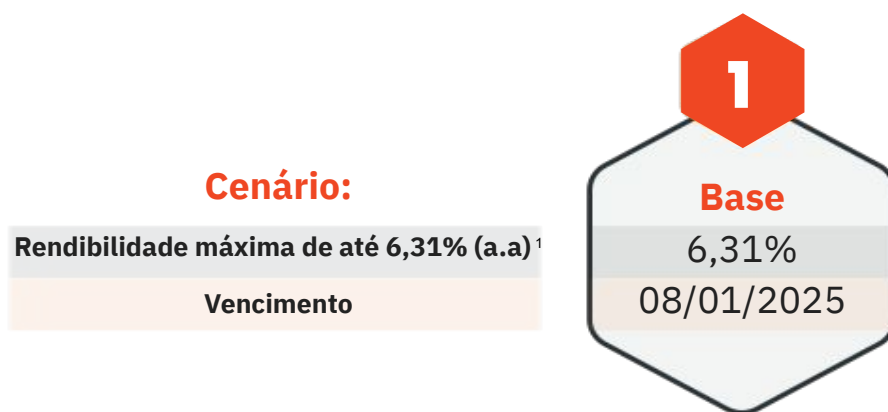 1
Cenário:
Base
Rendibilidade máxima de até 6,31% (a.a) ¹
6,31%
Vencimento
08/01/2025